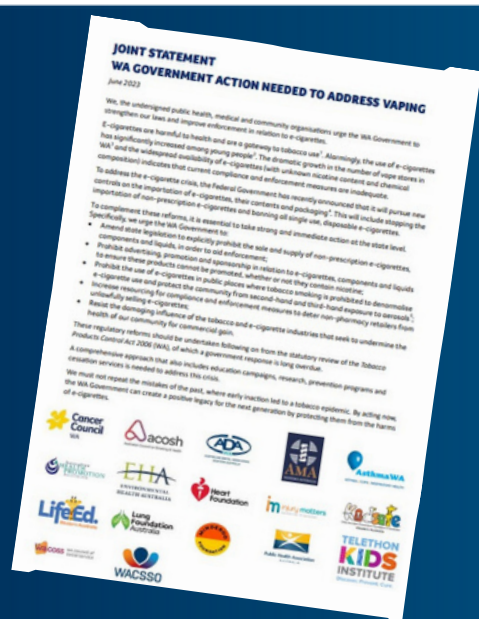 JOINT STATEMENT
WA GOVERNMENT ACTION NEEDED TO ADDRESS VAPING
June 2023
We, the undersigned public health, medical and community organisations urge the WA Government to
strengthen our laws and improve enforcement in relation to e-cigarettes.
E-cigarettes are harmful to health and are a gateway to tobacco use¹. Alarmingly, the use of e-cigarettes
has significantly increased among young people². The dramatic growth in the number of vape stores in
WA³ and the widespread availability of e-cigarettes (with unknown nicotine content and chemical
composition) indicates that current compliance and enforcement measures are inadequate.
To address the e-cigarette crisis, the Federal Government has recently announced that it will pursue new
controls on the importation of e-cigarettes, their contents and packaging⁴. This will include stopping the
importation of non-prescription e-cigarettes and banning all single use, disposable e-cigarettes.
To complement these reforms, it is essential to take strong and immediate action at the state level.
Specifically, we urge the WA Government to:
• Amend state legislation to explicitly prohibit the sale and supply of non-prescription e-cigarettes,
components and liquids, in order to aid enforcement;
• Prohibit advertising, promotion and sponsorship in relation to e-cigarettes, components and liquids
to ensure these products cannot be promoted, whether or not they contain nicotine;
• Prohibit the use of e-cigarettes in public places where tobacco smoking is prohibited to denormalise
e-cigarette use and protect the community from second-hand and third-hand exposure to aerosols⁵;
• Increase resourcing for compliance and enforcement measures to deter non-pharmacy retailers from
unlawfully selling e-cigarettes;
• Resist the damaging influence of the tobacco and e-cigarette industries that seek to undermine the
health of our community for commercial gain.
These regulatory reforms should be undertaken following on from the statutory review of the Tobacco
Products Control Act 2006 (WA), of which a government response is long overdue.
A comprehensive approach that also includes education campaigns, research, prevention programs and
cessation services is needed to address this crisis.
We must not repeat the mistakes of the past, where early inaction led to a tobacco epidemic. By acting now,
the WA Government can create a positive legacy for the next generation by protecting them from the harms
of e-cigarettes.
Cancer
Council
WA
acosh
ADA
AMA
AsthmaWA
EHA
ENVIRONMENTAL
HEALTH AUSTRALIA
Heart
Foundation
injury matters
Kidsafe
Life Ed.
Lung
Foundation
Australia
Public Health Association
WACOSS
WACSSO
TELETHON
KIDS
INSTITUTE
Discover. Prevent. Cure.